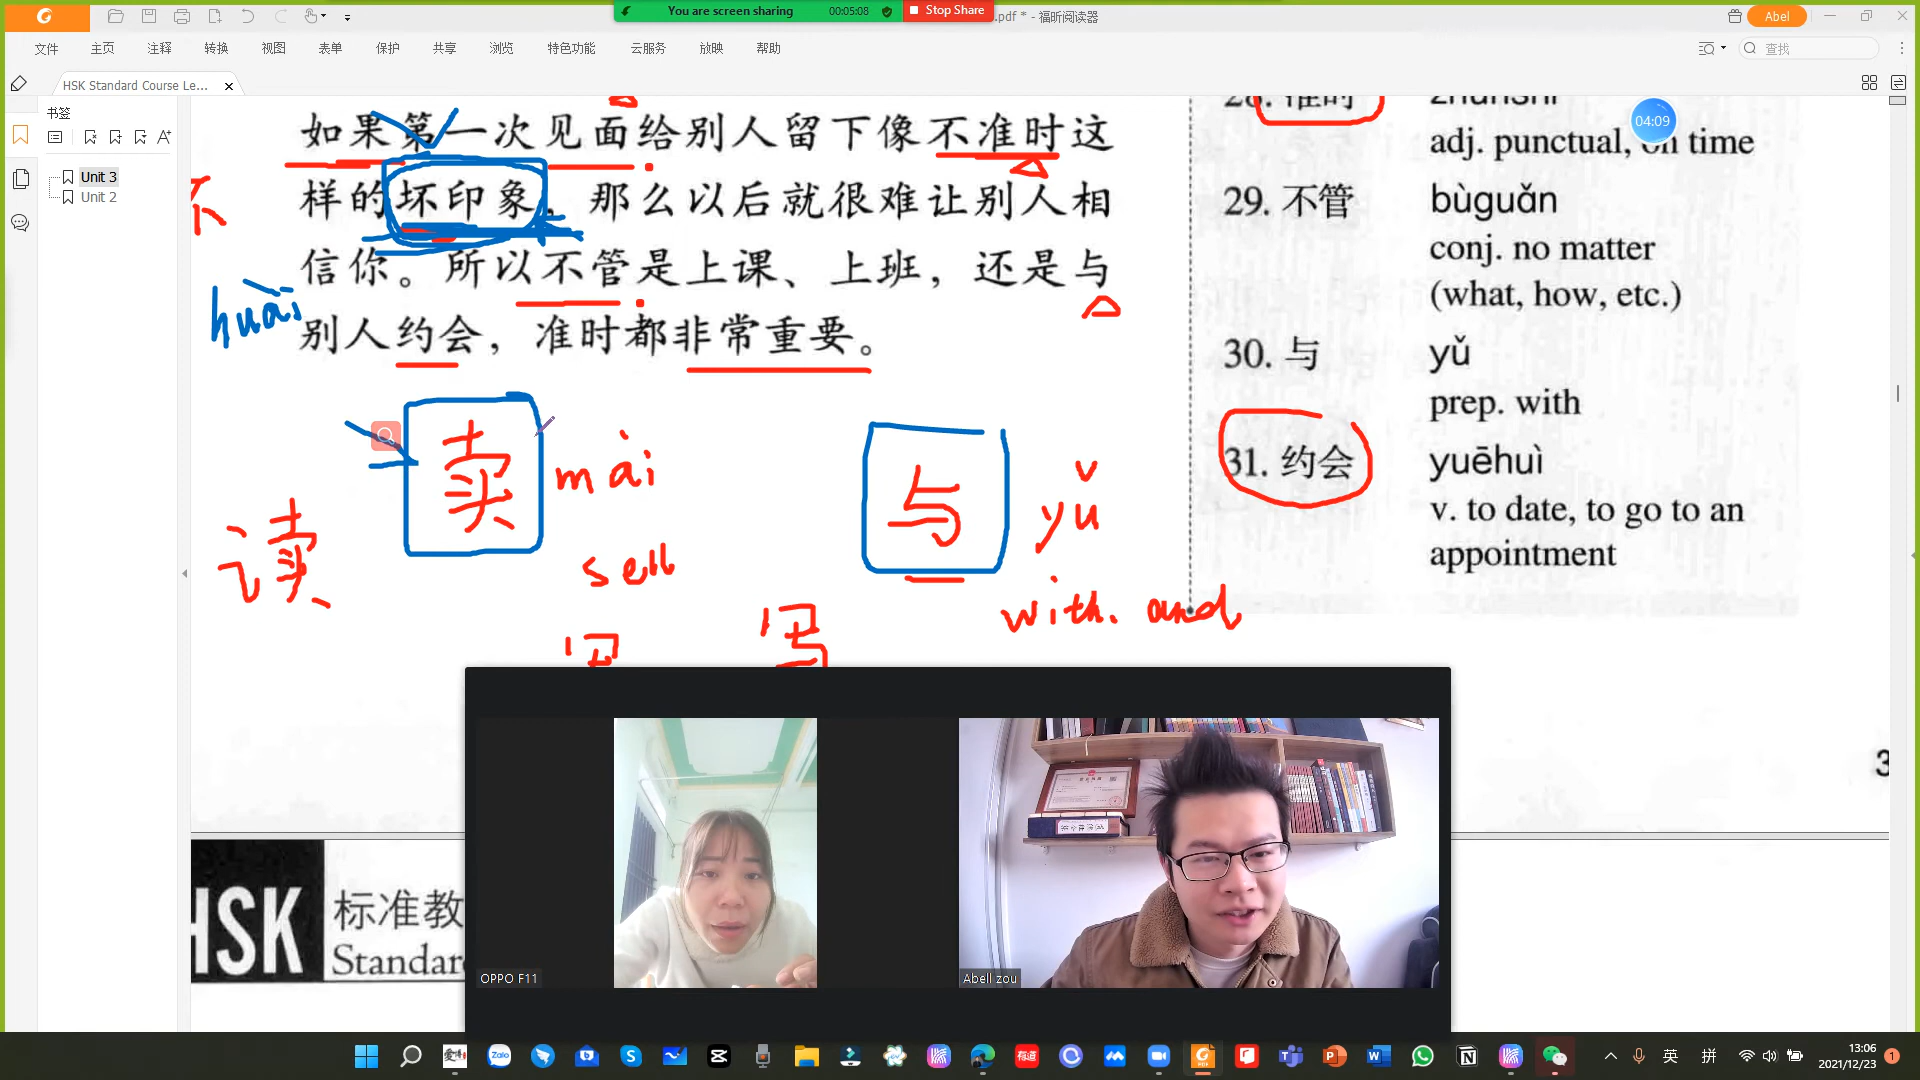 You are screen sharing 00:05:08 Stop Share
.pdf * - 福昕阅读器
Abel
文件 主页 注释 转换 视图 表单 保护 共享 浏览 特色功能 云服务 放映 帮助
查找
HSK Standard Course Le...
书签
Unit 3
Unit 2
04:09
如果第一次见面给别人留下像不准时这
样的坏印象，那么以后就很难让别人相
信你。所以不管是上课、上班，还是与
别人约会，准时都非常重要。
huài
28. 准时 zhǔnshí
adj. punctual, on time
29. 不管 bùguǎn
conj. no matter
(what, how, etc.)
30. 与 yǔ
prep. with
31. 约会 yuēhuì
v. to date, to go to an
appointment
读
卖 mài
sell
与 yǔ
with. and
写
3
HSK 标准教
Standar
OPPO F11
Abell zou
英 拼
13:06
2021/12/23
1